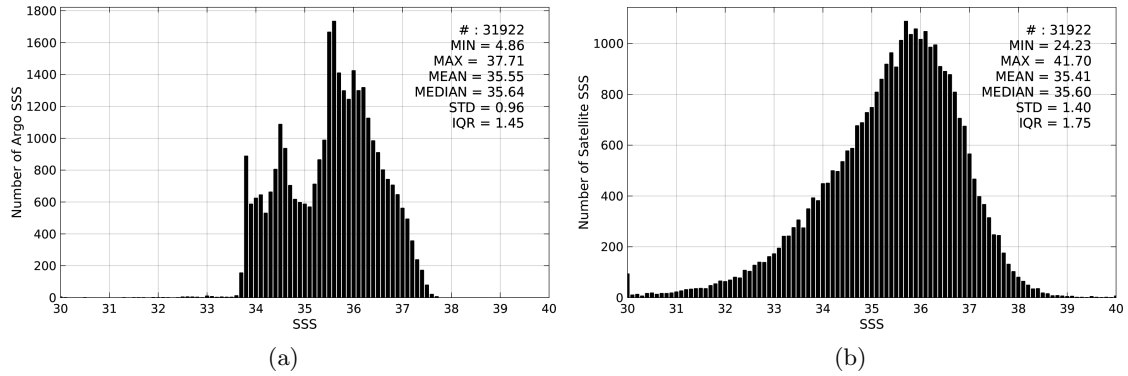 1800
1600
1400
1200
1000
800
600
400
200
0
Number of Argo SSS
# : 31922
MIN = 4.86
MAX = 37.71
MEAN = 35.55
MEDIAN = 35.64
STD = 0.96
IQR = 1.45
30 31 32 33 34 35 36 37 38 39 40
SSS
(a)
1000
800
600
400
200
0
Number of Satellite SSS
# : 31922
MIN = 24.23
MAX = 41.70
MEAN = 35.41
MEDIAN = 35.60
STD = 1.40
IQR = 1.75
30 31 32 33 34 35 36 37 38 39 40
SSS
(b)